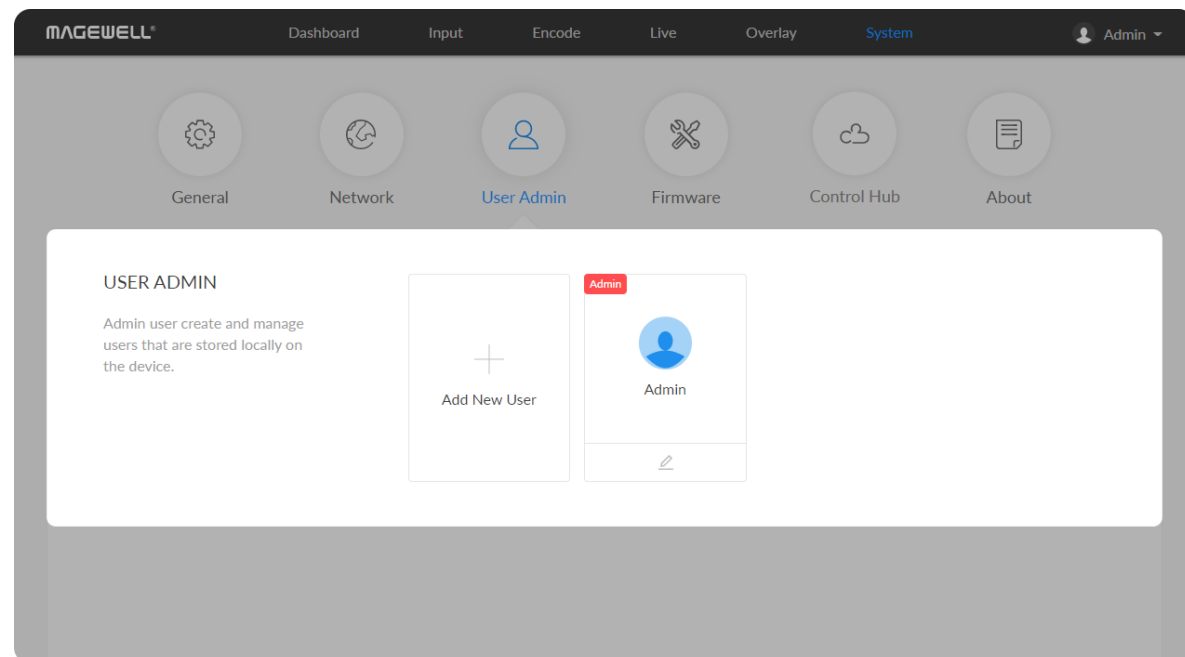 MAGEWELL®
Dashboard
Input
Encode
Live
Overlay
System
Admin
General
Network
User Admin
Firmware
Control Hub
About
USER ADMIN
Admin user create and manage
users that are stored locally on
the device.
Add New User
Admin
Admin